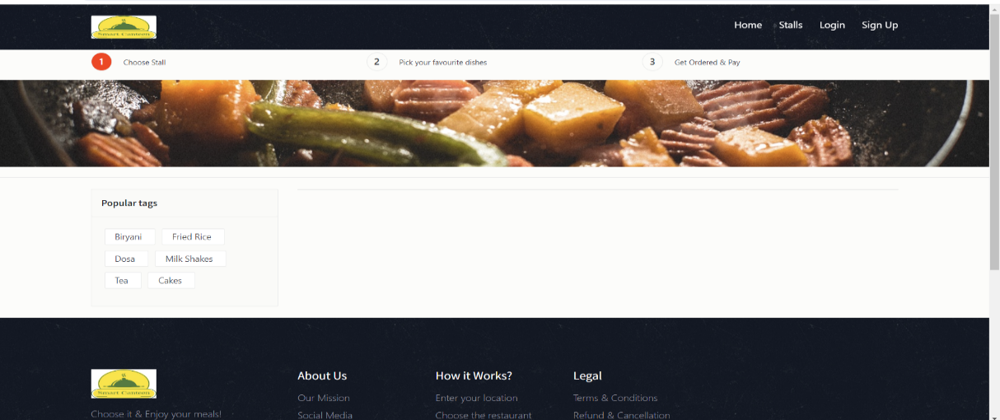 Smart Canteen
Home Stalls Login Sign Up
1 Choose Stall 2 Pick your favourite dishes 3 Get Ordered & Pay
Popular tags
Biryani Fried Rice
Dosa Milk Shakes
Tea Cakes
Smart Canteen
Choose it & Enjoy your meals!
About Us
Our Mission
Social Media
How it Works?
Enter your location
Choose the restaurant
Legal
Terms & Conditions
Refund & Cancellation